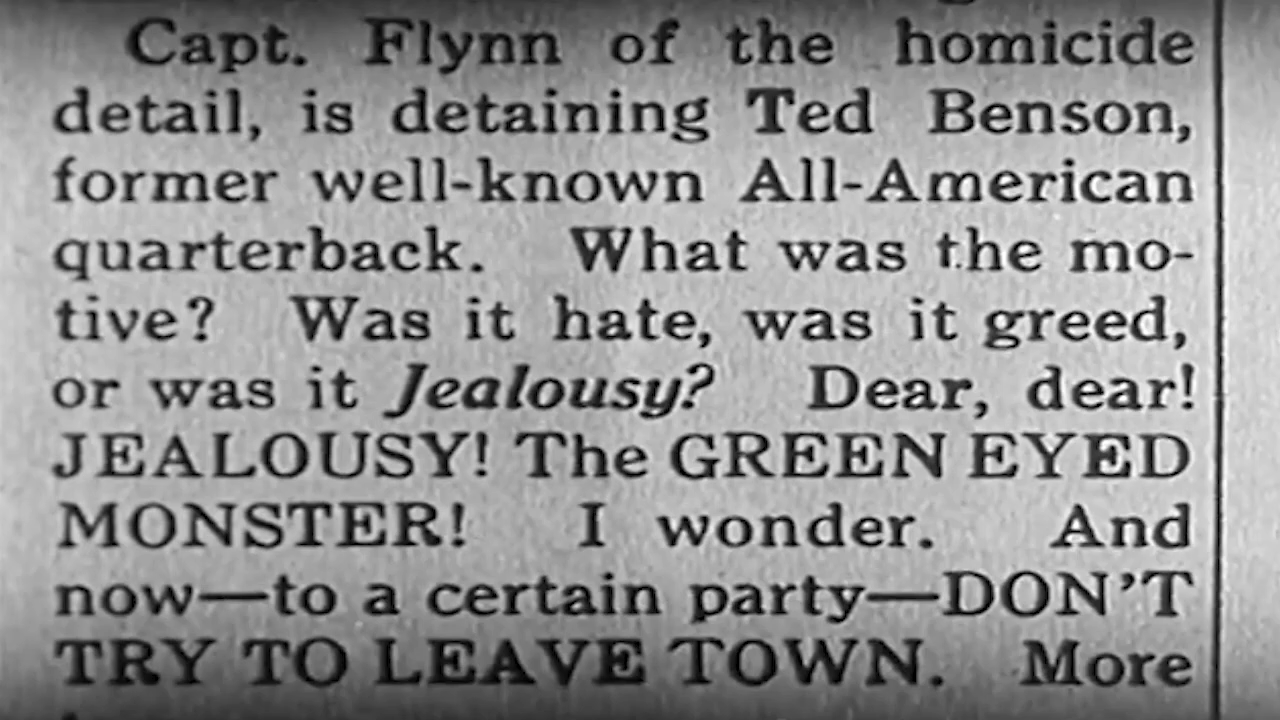 Capt. Flynn of the homicide
detail, is detaining Ted Benson,
former well-known All-American
quarterback. What was the mo-
tive? Was it hate, was it greed,
or was it Jealousy? Dear, dear!
JEALOUSY! The GREEN EYED
MONSTER! I wonder. And
now—to a certain party—DON'T
TRY TO LEAVE TOWN. More